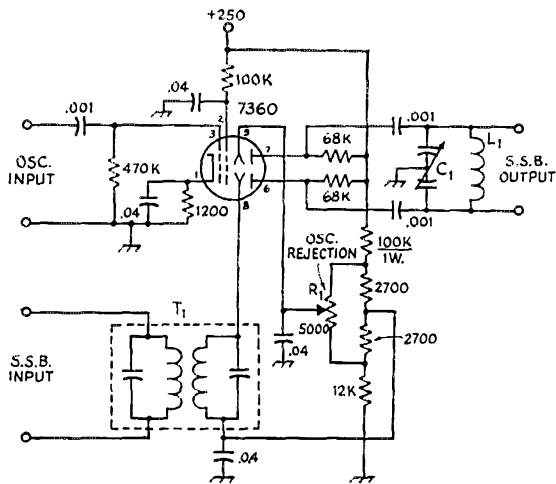 +250
100K
.04
7360
.001
2
3
9
7
68K
.001
L₁
OSC.
INPUT
470K
1
6
68K
C₁
S.S.B.
OUTPUT
.04
1200
8
.001
OSC.
REJECTION
100K
1W.
R₁
2700
5000
T₁
.04
2700
S.S.B.
INPUT
12K
.04